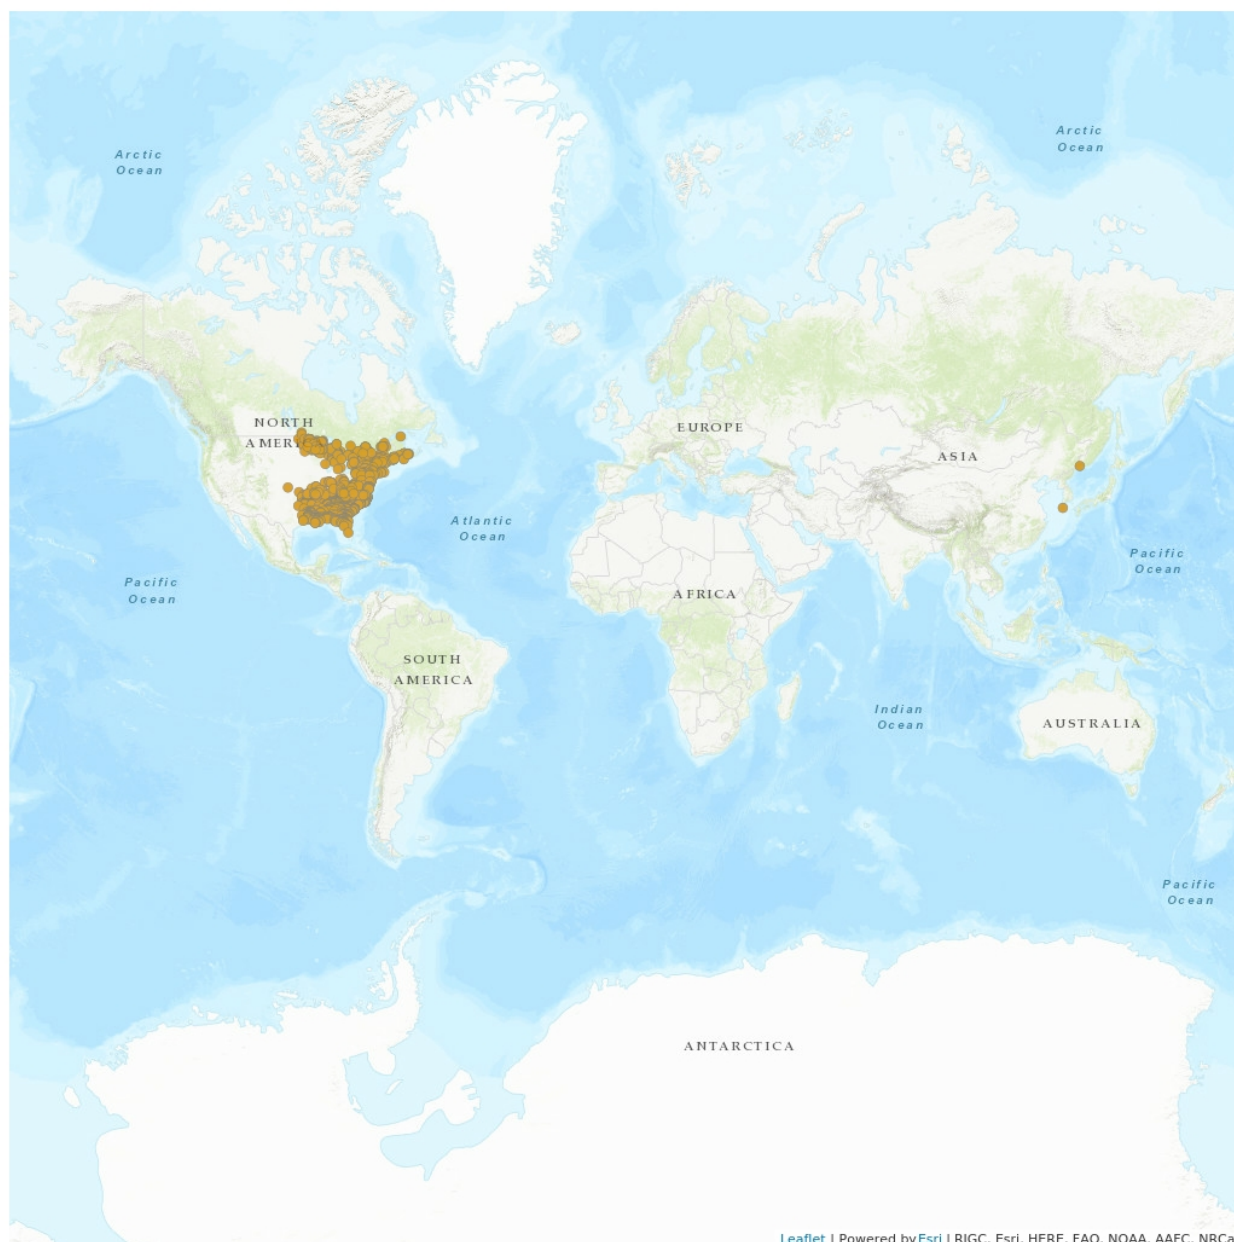 Arctic
Ocean
Arctic
Ocean
NORTH
AMERI
EUROPE
ASIA
Atlantic
Ocean
Pacific
Ocean
Pacific
Ocean
AFRICA
SOUTH
AMERICA
Indian
Ocean
AUSTRALIA
Pacific
Ocean
ANTARCTICA
Leaflet | Powered by Esri | RIGC, Esri, HERE, FAO, NOAA, AAFC, NRCa